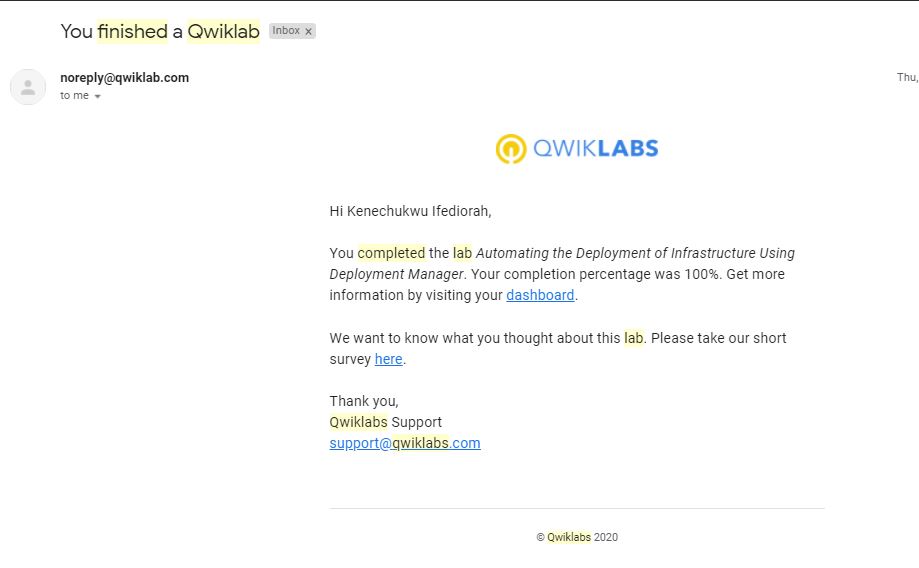 You finished a Qwiklab Inbox x
noreply@qwiklab.com
Thu,
to me
QWIKLABS
Hi Kenechukwu Ifediorah,
You completed the lab Automating the Deployment of Infrastructure Using
Deployment Manager. Your completion percentage was 100%. Get more
information by visiting your dashboard.
We want to know what you thought about this lab. Please take our short
survey here.
Thank you,
Qwiklabs Support
support@qwiklabs.com
© Qwiklabs 2020